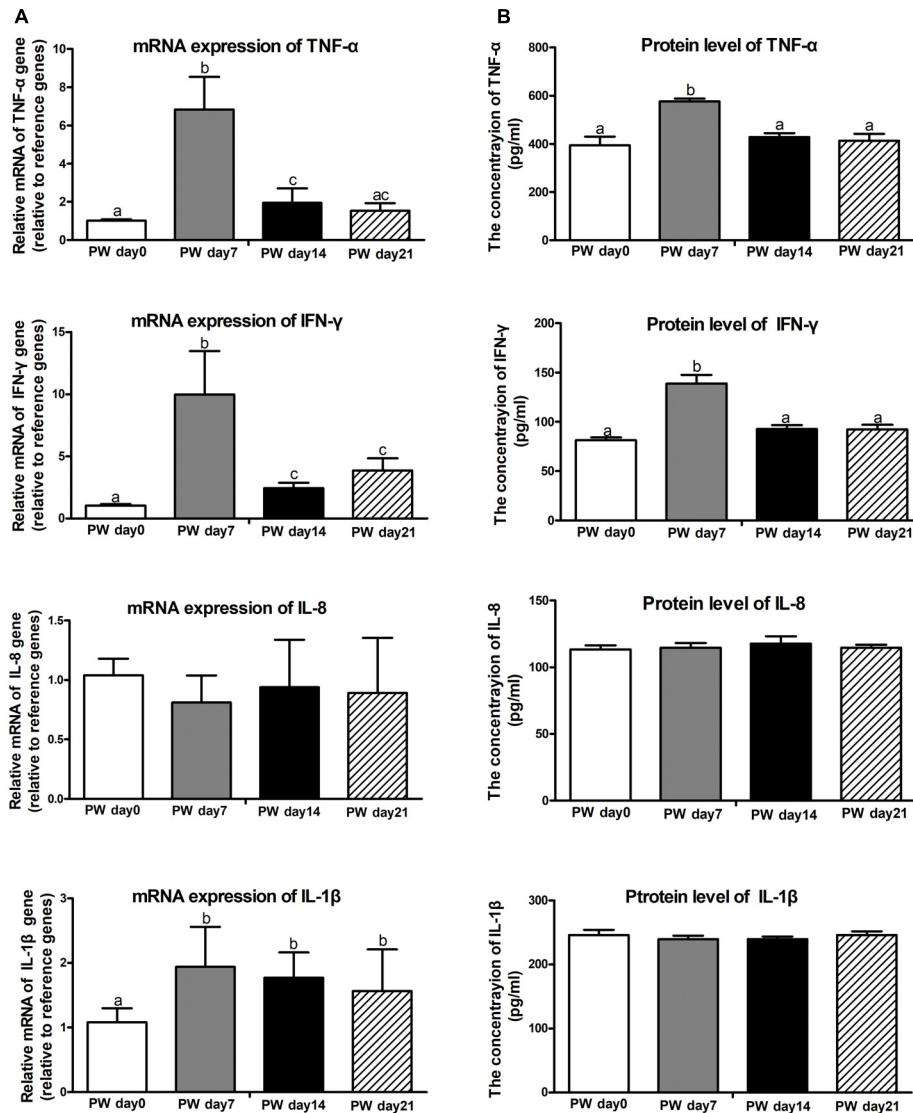 A
mRNA expression of TNF-α
Relative mRNA of TNF-α gene
(relative to reference genes)
10
8
6
4
2
0
a
b
c
ac
PW day0 PW day7 PW day14 PW day21
B
Protein level of TNF-α
The concentrayion of TNF-α
(pg/ml)
800
600
400
200
0
a
b
a
a
PW day0 PW day7 PW day14 PW day21
mRNA expression of IFN-γ
Relative mRNA of IFN-γ gene
(relative to reference genes)
15
10
5
0
a
b
c
c
PW day0 PW day7 PW day14 PW day21
Protein level of IFN-γ
The concentrayion of IFN-γ
(pg/ml)
200
150
100
50
0
a
b
a
a
PW day0 PW day7 PW day14 PW day21
mRNA expression of IL-8
Relative mRNA of IL-8 gene
(relative to reference genes)
1.5
1.0
0.5
0.0
PW day0 PW day7 PW day14 PW day21
Protein level of IL-8
The concentrayion of IL-8
(pg/ml)
150
100
50
0
PW day0 PW day7 PW day14 PW day21
mRNA expression of IL-1β
Relative mRNA of IL-1β gene
(relative to reference genes)
3
2
1
0
a
b
b
b
PW day0 PW day7 PW day14 PW day21
Ptrotein level of IL-1β
The concentrayion of IL-1β
(pg/ml)
300
200
100
0
PW day0 PW day7 PW day14 PW day21